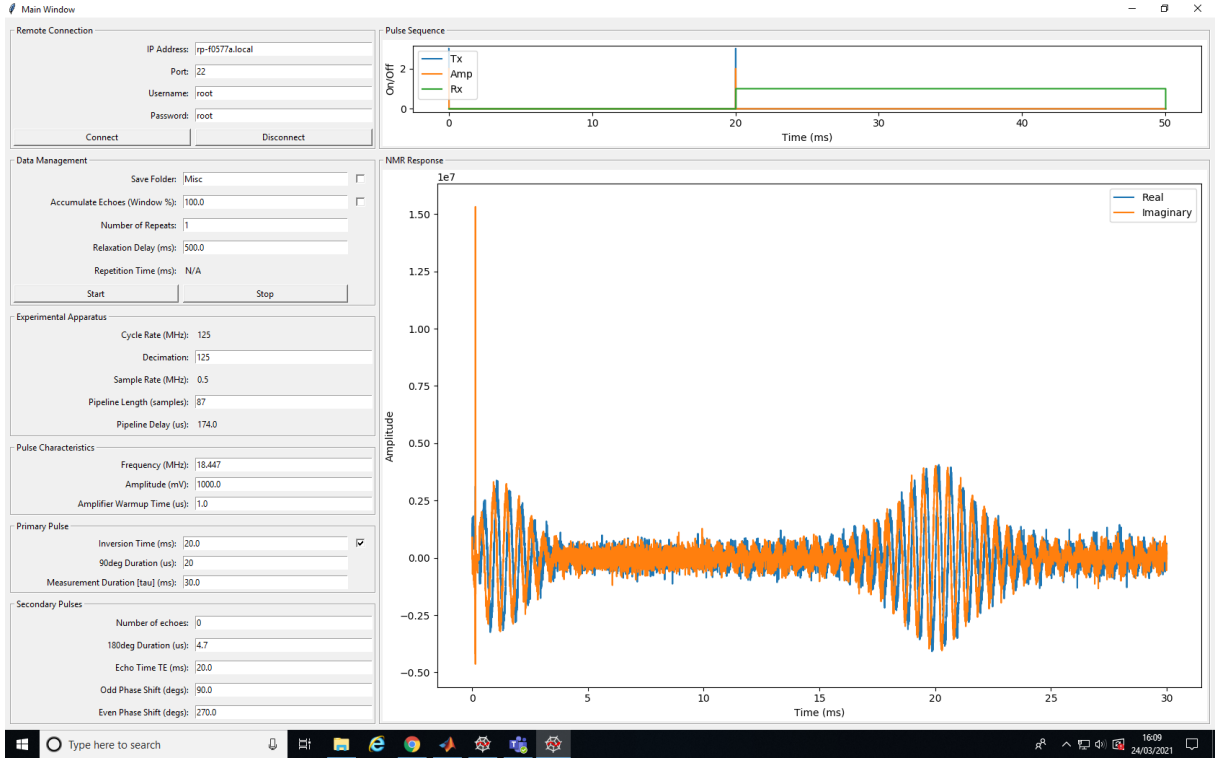 Main Window
Remote Connection
IP Address: rp-f0577a.local
Port: 22
Username: root
Password: root
Connect Disconnect
Data Management
Save Folder: Misc
Accumulate Echoes (Window %): 100.0
Number of Repeats: 1
Relaxation Delay (ms): 500.0
Repetition Time (ms): N/A
Start Stop
Experimental Apparatus
Cycle Rate (MHz): 125
Decimation: 125
Sample Rate (MHz): 0.5
Pipeline Length (samples): 87
Pipeline Delay (us): 174.0
Pulse Characteristics
Frequency (MHz): 18.447
Amplitude (mV): 1000.0
Amplifier Warmup Time (us): 1.0
Primary Pulse
Inversion Time (ms): 20.0
90deg Duration (us): 20
Measurement Duration [tau] (ms): 30.0
Secondary Pulses
Number of echoes: 0
180deg Duration (us): 4.7
Echo Time TE (ms): 20.0
Odd Phase Shift (degs): 90.0
Even Phase Shift (degs): 270.0
Pulse Sequence
On/Off
2
0
Tx
Amp
Rx
0 10 20 30 40 50
Time (ms)
NMR Response
1e7
Real
Imaginary
Amplitude
1.50
1.25
1.00
0.75
0.50
0.25
0.00
−0.25
−0.50
0 5 10 15 20 25 30
Time (ms)
Type here to search
16:09
24/03/2021